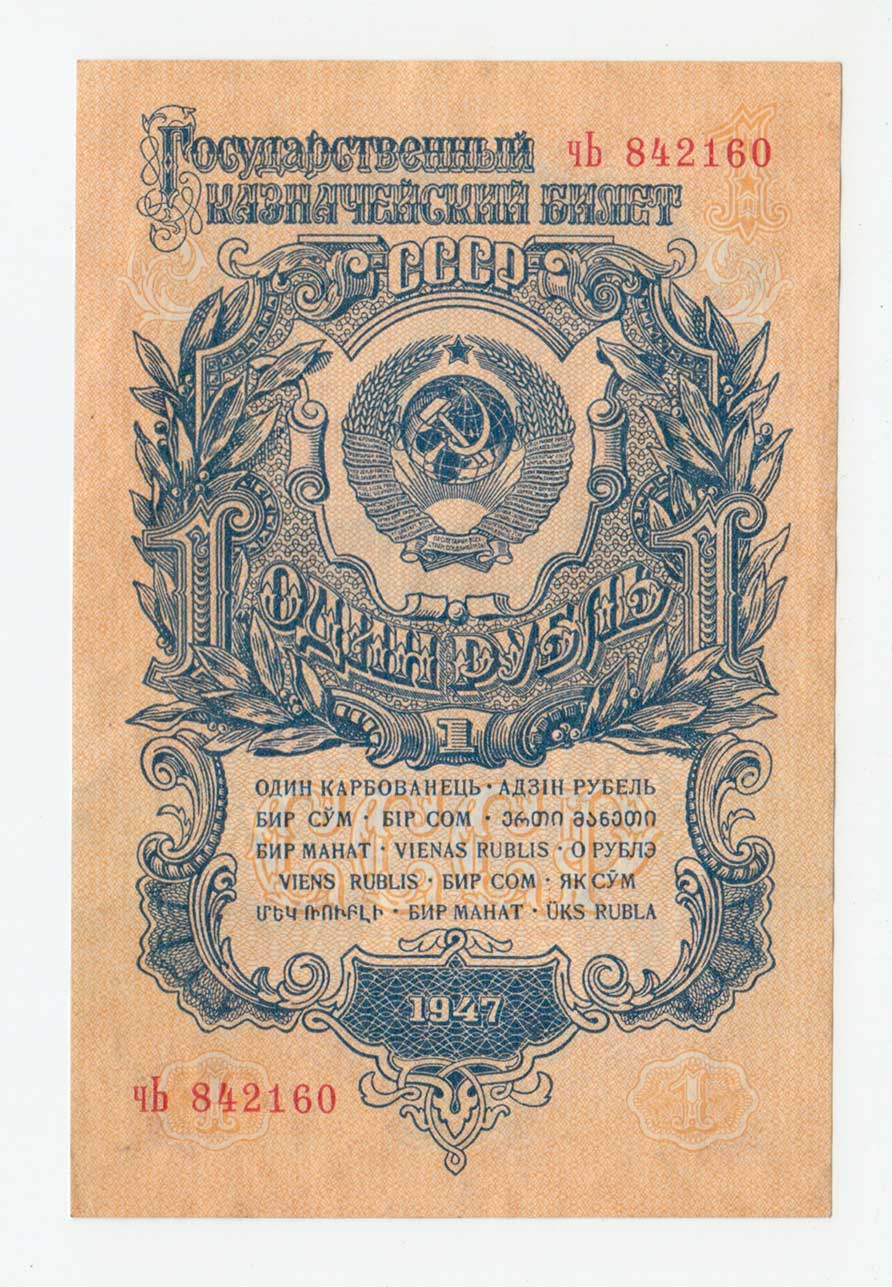 Государственный чЬ 842160
КАЗНАЧЕЙСКИЙ БИЛЕТ
СССР
1 1
ОДИН РУБЛЬ
1
ОДИН КАРБОВАНЕЦЬ · АДЗІН РУБЕЛЬ
БИР СЎМ · БІР СОМ · ᲔᲠᲗᲘ ᲛᲐᲜᲔᲗᲘ
БИР МАНАТ · VIENAS RUBLIS · О РУБЛЭ
VIENS RUBLIS · БИР СОМ · ЯК СӮМ
ՄԵԿ ՌՈՒԲԼԻ · БИР МАНАТ · ÜKS RUBLA
1947
чЬ 842160 1